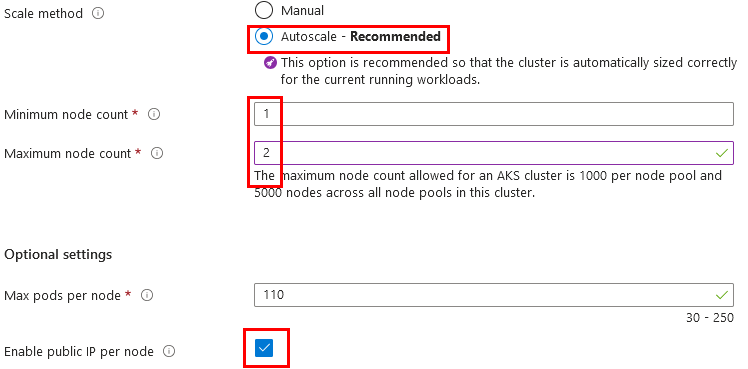 Scale method
Manual
Autoscale - Recommended
This option is recommended so that the cluster is automatically sized correctly
for the current running workloads.
Minimum node count *
1
Maximum node count *
2
The maximum node count allowed for an AKS cluster is 1000 per node pool and
5000 nodes across all node pools in this cluster.
Optional settings
Max pods per node *
110
30 - 250
Enable public IP per node